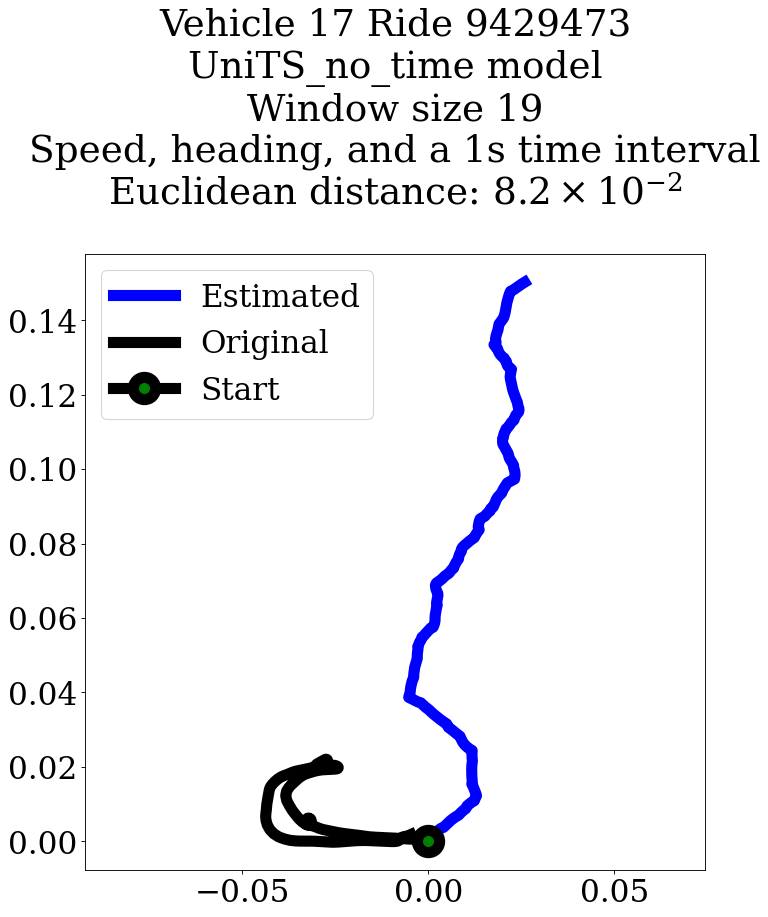 Vehicle 17 Ride 9429473
UniTS_no_time model
Window size 19
Speed, heading, and a 1s time interval
Euclidean distance: 8.2 × 10⁻²
Estimated
Original
Start
0.14
0.12
0.10
0.08
0.06
0.04
0.02
0.00
−0.05 0.00 0.05